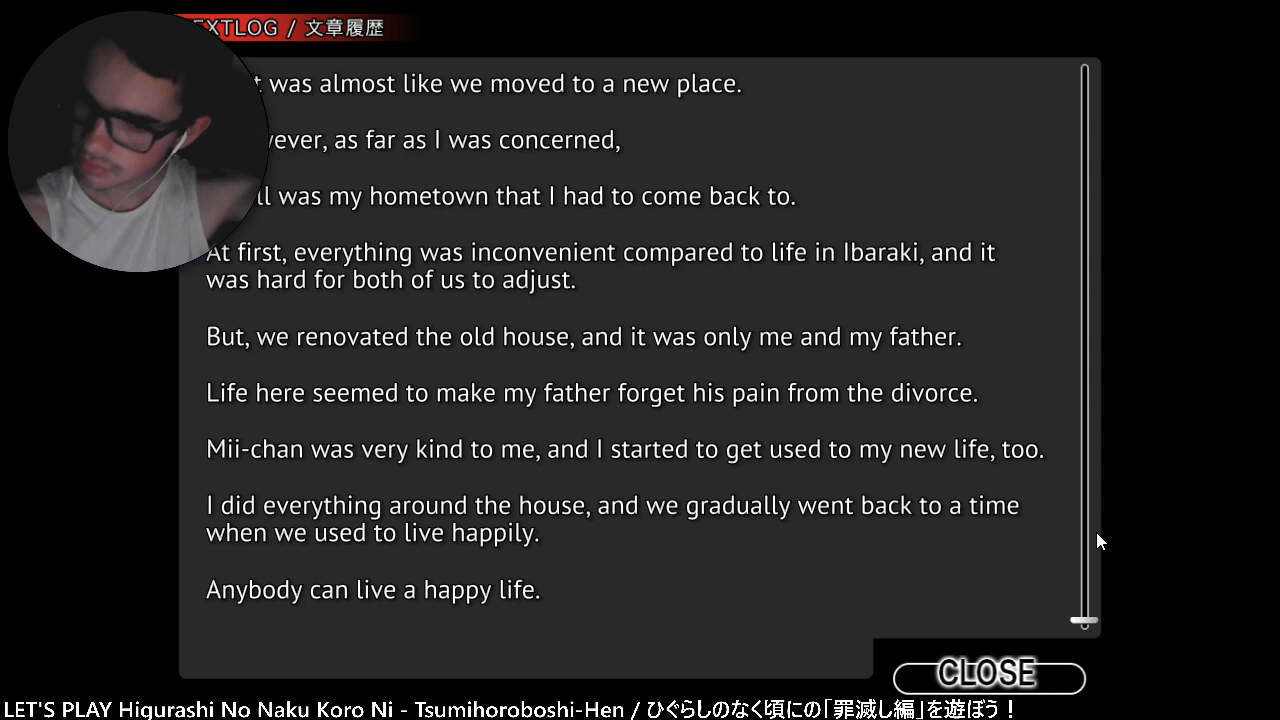 EXTLOG / 文章履歴
t was almost like we moved to a new place.
ever, as far as I was concerned,
ll was my hometown that I had to come back to.
At first, everything was inconvenient compared to life in Ibaraki, and it
was hard for both of us to adjust.
But, we renovated the old house, and it was only me and my father.
Life here seemed to make my father forget his pain from the divorce.
Mii-chan was very kind to me, and I started to get used to my new life, too.
I did everything around the house, and we gradually went back to a time
when we used to live happily.
Anybody can live a happy life.
CLOSE
LET'S PLAY Higurashi No Naku Koro Ni - Tsumihoroboshi-Hen / ひぐらしのなく頃にの「罪滅し編」を遊ぼう！